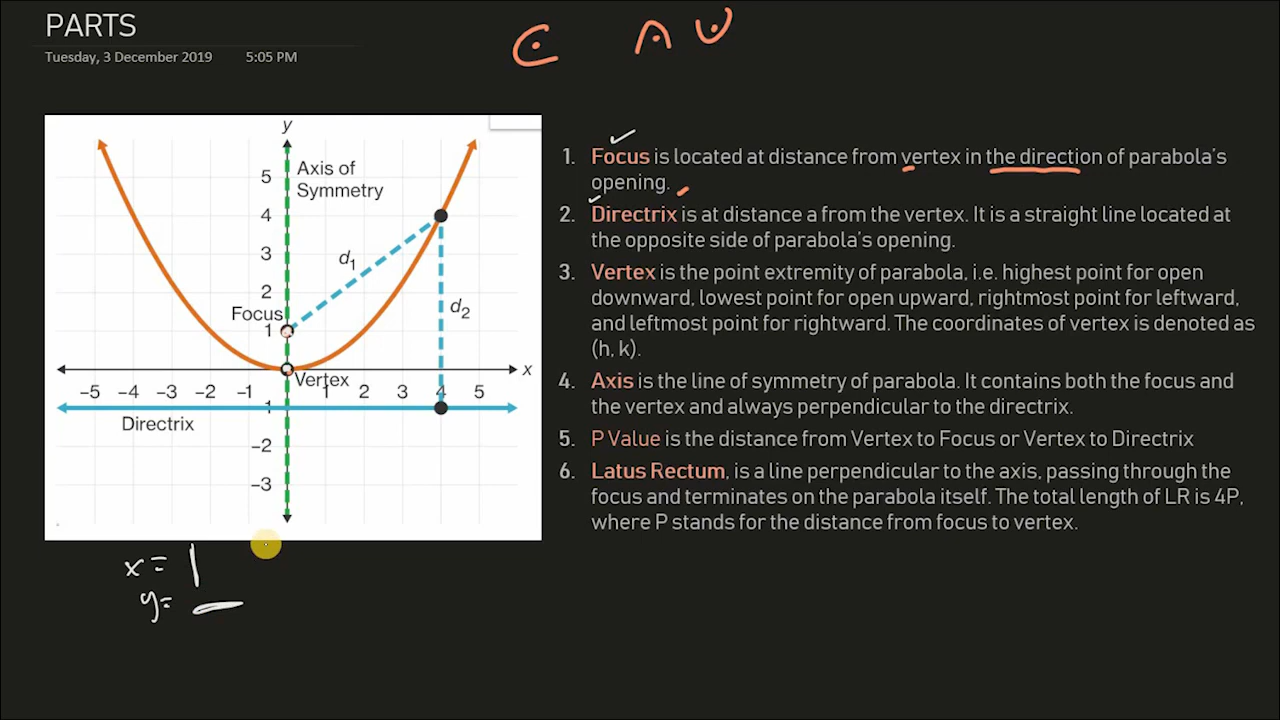 PARTS
Tuesday, 3 December 2019 5:05 PM
y
Axis of
Symmetry
5
4
3
2
1
d1
d2
Focus
x
Vertex
-5 -4 -3 -2 -1 1 2 3 4 5
-1
Directrix
-2
-3
x = |
y = —
1. Focus is located at distance from vertex in the direction of parabola's
opening.
2. Directrix is at distance a from the vertex. It is a straight line located at
the opposite side of parabola's opening.
3. Vertex is the point extremity of parabola, i.e. highest point for open
downward, lowest point for open upward, rightmost point for leftward,
and leftmost point for rightward. The coordinates of vertex is denoted as
(h, k).
4. Axis is the line of symmetry of parabola. It contains both the focus and
the vertex and always perpendicular to the directrix.
5. P Value is the distance from Vertex to Focus or Vertex to Directrix
6. Latus Rectum, is a line perpendicular to the axis, passing through the
focus and terminates on the parabola itself. The total length of LR is 4P,
where P stands for the distance from focus to vertex.